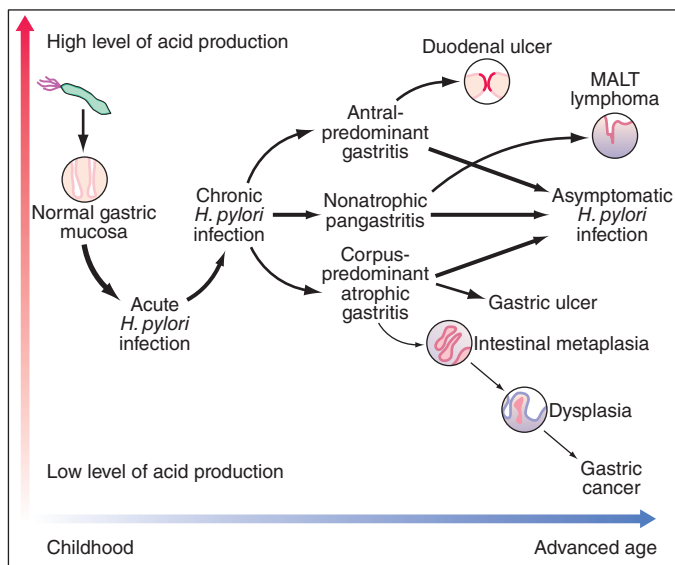 High level of acid production
Duodenal ulcer
MALT
lymphoma
Antral-
predominant
gastritis
Normal gastric
mucosa
Chronic
H. pylori
infection
Nonatrophic
pangastritis
Asymptomatic
H. pylori
infection
Acute
H. pylori
infection
Corpus-
predominant
atrophic
gastritis
Gastric ulcer
Intestinal metaplasia
Dysplasia
Gastric
cancer
Low level of acid production
Childhood
Advanced age